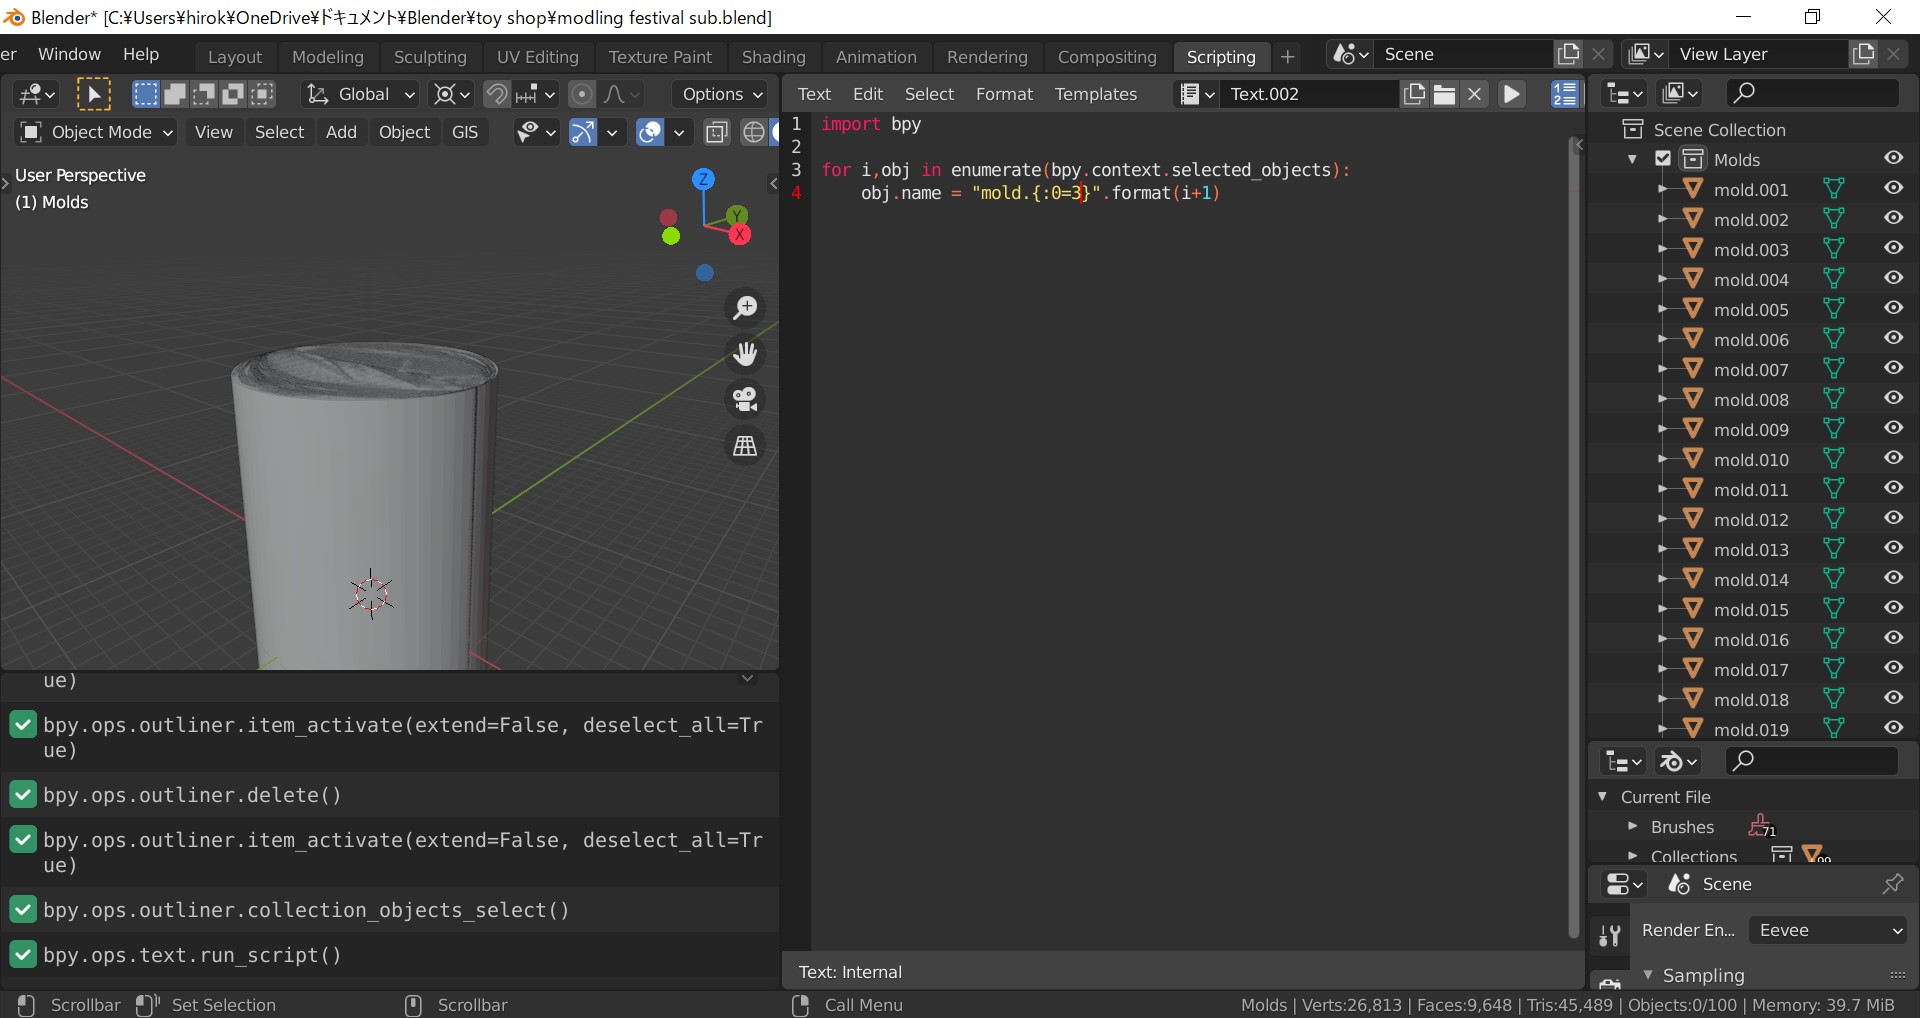 Blender* [C:¥Users¥hirok¥OneDrive¥ドキュメント¥Blender¥toy shop¥modling festival sub.blend]
er Window Help Layout Modeling Sculpting UV Editing Texture Paint Shading Animation Rendering Compositing Scripting + Scene View Layer
Global Options
Object Mode View Select Add Object GIS
User Perspective
(1) Molds
Z
Y
X
ue)
bpy.ops.outliner.item_activate(extend=False, deselect_all=Tr
ue)
bpy.ops.outliner.delete()
bpy.ops.outliner.item_activate(extend=False, deselect_all=Tr
ue)
bpy.ops.outliner.collection_objects_select()
bpy.ops.text.run_script()
Text Edit Select Format Templates Text.002
1 import bpy
2
3 for i,obj in enumerate(bpy.context.selected_objects):
4     obj.name = "mold.{:0=3}".format(i+1)
Text: Internal
Scene Collection
Molds
mold.001
mold.002
mold.003
mold.004
mold.005
mold.006
mold.007
mold.008
mold.009
mold.010
mold.011
mold.012
mold.013
mold.014
mold.015
mold.016
mold.017
mold.018
mold.019
Current File
Brushes 71
Collections 99
Scene
Render En... Eevee
Sampling
Scrollbar Set Selection Scrollbar Call Menu Molds | Verts:26,813 | Faces:9,648 | Tris:45,489 | Objects:0/100 | Memory: 39.7 MiB